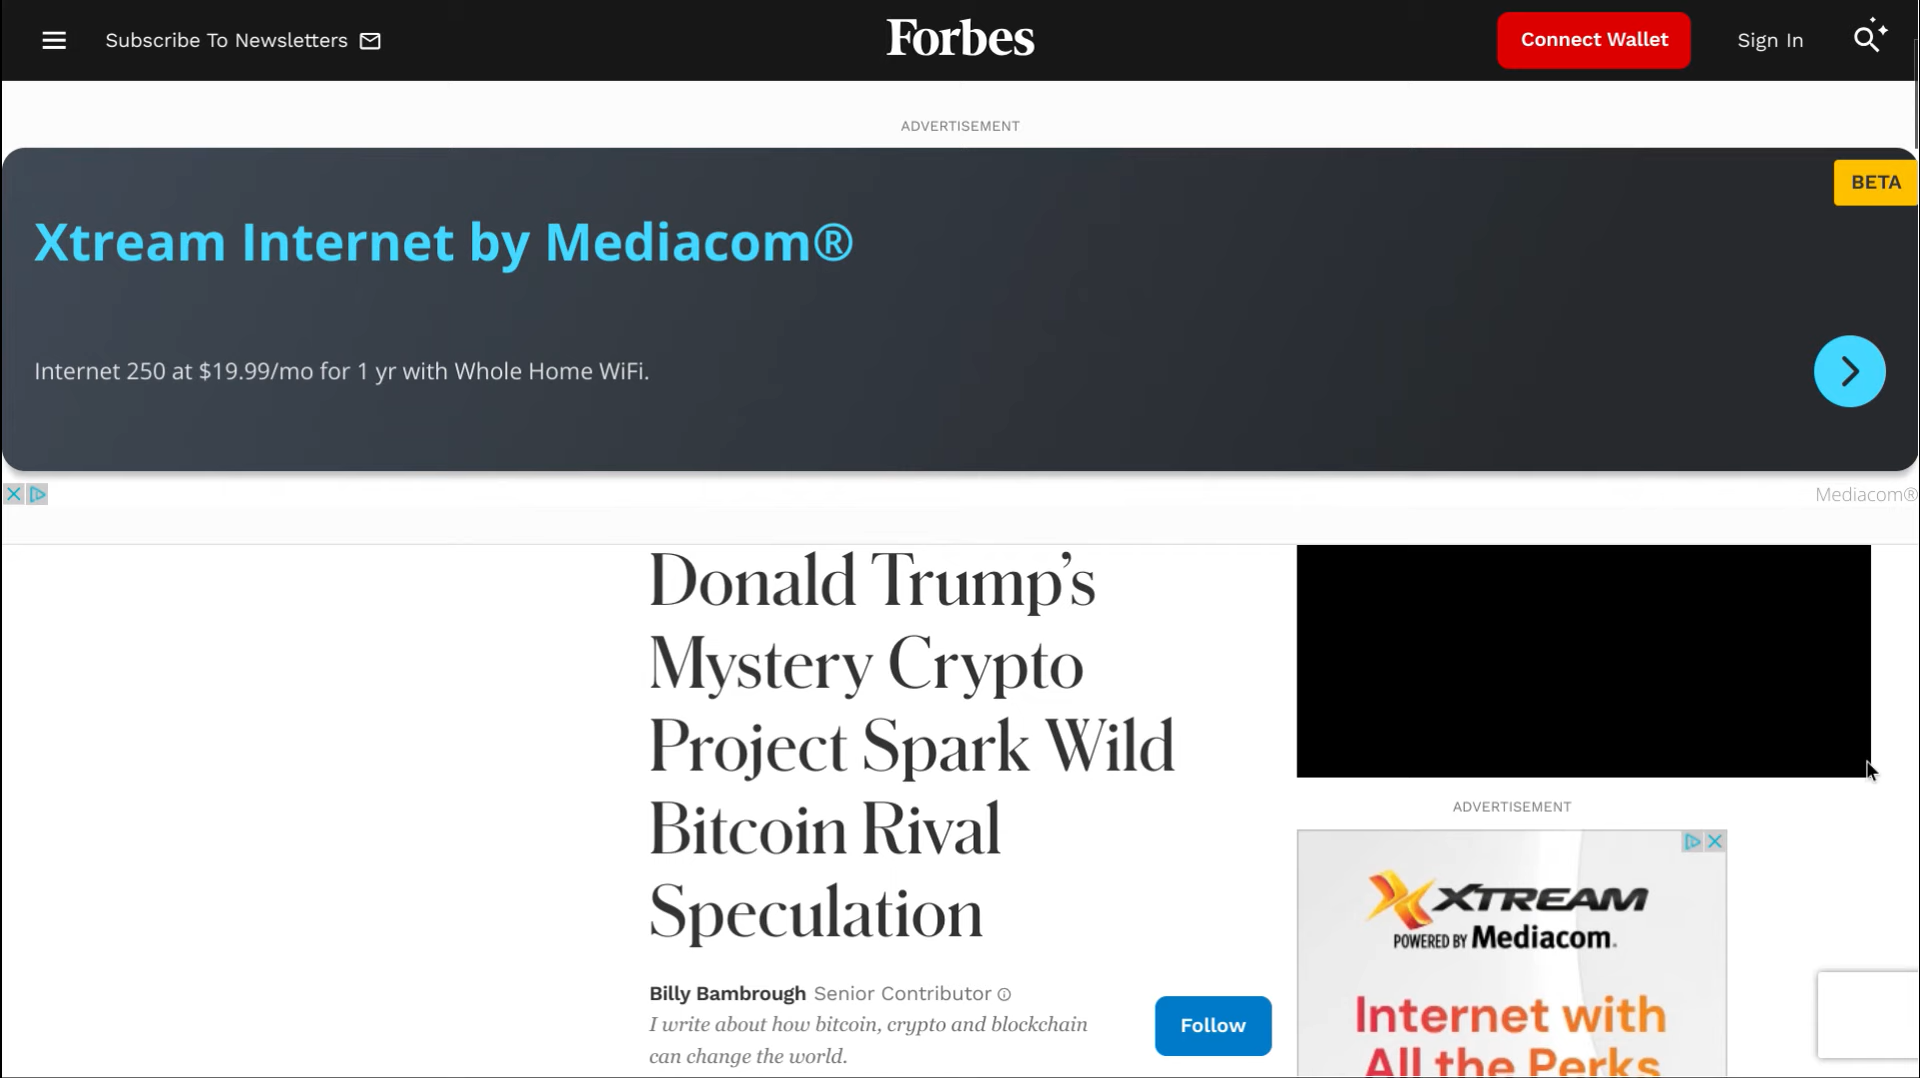 Subscribe To Newsletters
Forbes
Connect Wallet
Sign In
ADVERTISEMENT
BETA
Xtream Internet by Mediacom®
Internet 250 at $19.99/mo for 1 yr with Whole Home WiFi.
Mediacom®
Donald Trump’s
Mystery Crypto
Project Spark Wild
Bitcoin Rival
Speculation
Billy Bambrough Senior Contributor
I write about how bitcoin, crypto and blockchain
can change the world.
Follow
ADVERTISEMENT
XTREAM
POWERED BY Mediacom.
Internet with
All the Perks